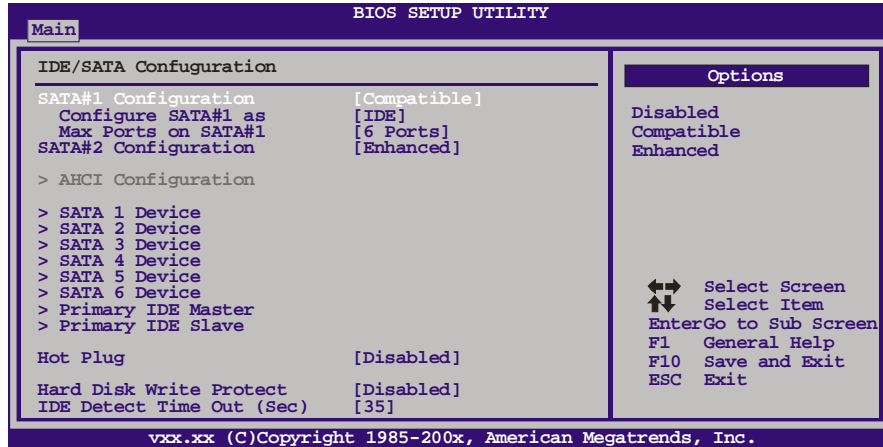 BIOS SETUP UTILITY
Main
IDE/SATA Confuguration
SATA#1 Configuration [Compatible]
Configure SATA#1 as [IDE]
Max Ports on SATA#1 [6 Ports]
SATA#2 Configuration [Enhanced]
> AHCI Configuration
> SATA 1 Device
> SATA 2 Device
> SATA 3 Device
> SATA 4 Device
> SATA 5 Device
> SATA 6 Device
> Primary IDE Master
> Primary IDE Slave
Hot Plug [Disabled]
Hard Disk Write Protect [Disabled]
IDE Detect Time Out (Sec) [35]
Options
Disabled
Compatible
Enhanced
Select Screen
Select Item
EnterGo to Sub Screen
F1 General Help
F10 Save and Exit
ESC Exit
vxx.xx (C)Copyright 1985-200x, American Megatrends, Inc.